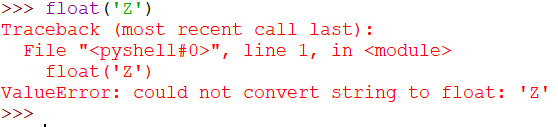 >>> float('Z')
Traceback (most recent call last):
  File "<pyshell#0>", line 1, in <module>
    float('Z')
ValueError: could not convert string to float: 'Z'
>>>